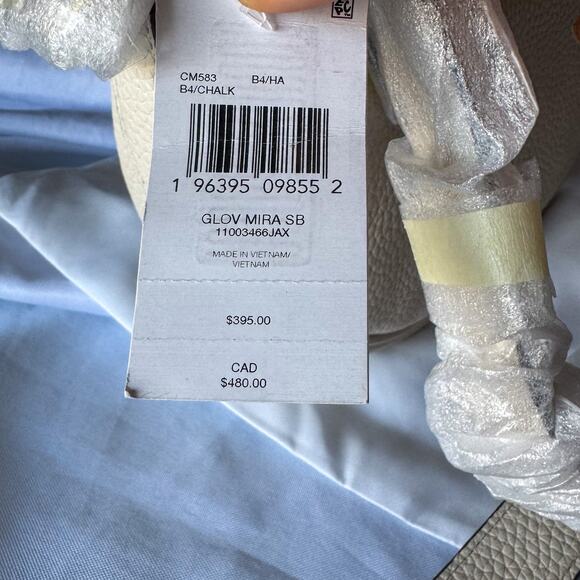 CM583 B4/HA
B4/CHALK
1 96395 09855 2
GLOV MIRA SB
11003466JAX
MADE IN VIETNAM/
VIETNAM
$395.00
CAD
$480.00